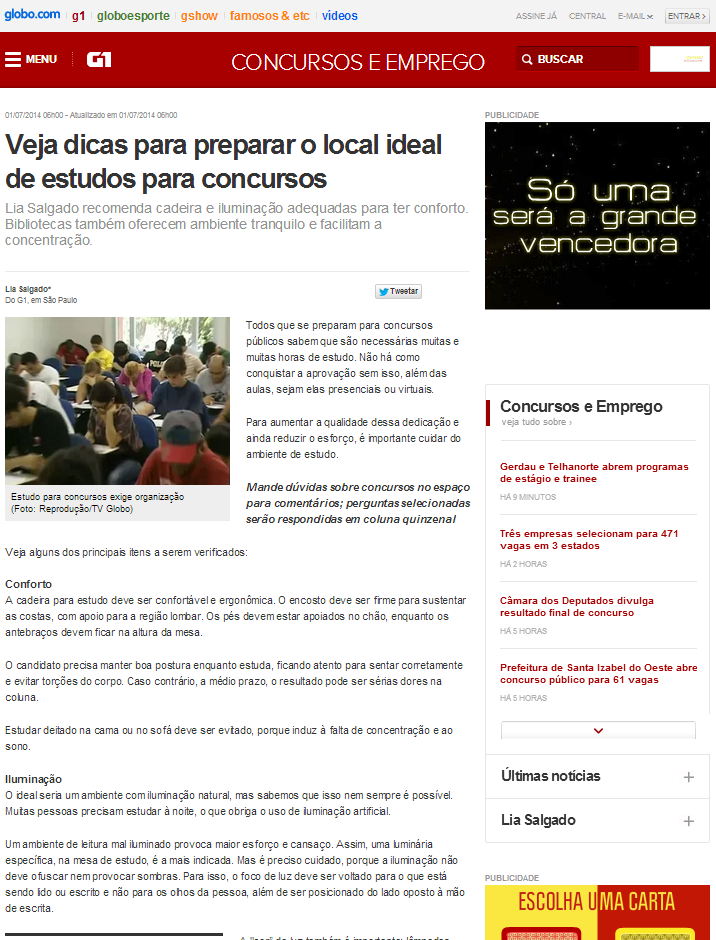 globo.com g1 globoesporte gshow famosos & etc vídeos ASSINE JÁ CENTRAL E-MAIL ENTRAR ›
MENU G1 CONCURSOS E EMPREGO BUSCAR
01/07/2014 06h00 - Atualizado em 01/07/2014 06h00
Veja dicas para preparar o local ideal
de estudos para concursos
Lia Salgado recomenda cadeira e iluminação adequadas para ter conforto.
Bibliotecas também oferecem ambiente tranquilo e facilitam a
concentração.
Lia Salgado*
Do G1, em São Paulo
Tweetar
Todos que se preparam para concursos
públicos sabem que são necessárias muitas e
muitas horas de estudo. Não há como
conquistar a aprovação sem isso, além das
aulas, sejam elas presenciais ou virtuais.
Para aumentar a qualidade dessa dedicação e
ainda reduzir o esforço, é importante cuidar do
ambiente de estudo.
Mande dúvidas sobre concursos no espaço
para comentários; perguntas selecionadas
serão respondidas em coluna quinzenal
Estudo para concursos exige organização
(Foto: Reprodução/TV Globo)
Veja alguns dos principais itens a serem verificados:
Conforto
A cadeira para estudo deve ser confortável e ergonômica. O encosto deve ser firme para sustentar
as costas, com apoio para a região lombar. Os pés devem estar apoiados no chão, enquanto os
antebraços devem ficar na altura da mesa.
O candidato precisa manter boa postura enquanto estuda, ficando atento para sentar corretamente
e evitar torções do corpo. Caso contrário, a médio prazo, o resultado pode ser sérias dores na
coluna.
Estudar deitado na cama ou no sofá deve ser evitado, porque induz à falta de concentração e ao
sono.
Iluminação
O ideal seria um ambiente com iluminação natural, mas sabemos que isso nem sempre é possível.
Muitas pessoas precisam estudar à noite, o que obriga o uso de iluminação artificial.
Um ambiente de leitura mal iluminado provoca maior esforço e cansaço. Assim, uma luminária
específica, na mesa de estudo, é a mais indicada. Mas é preciso cuidado, porque a iluminação não
deve ofuscar nem provocar sombras. Para isso, o foco de luz deve ser voltado para o que está
sendo lido ou escrito e não para os olhos da pessoa, além de ser posicionado do lado oposto à mão
de escrita.
PUBLICIDADE
Só uma
será a grande
vencedora
Concursos e Emprego
veja tudo sobre ›
Gerdau e Telhanorte abrem programas
de estágio e trainee
HÁ 9 MINUTOS
Três empresas selecionam para 471
vagas em 3 estados
HÁ 2 HORAS
Câmara dos Deputados divulga
resultado final de concurso
HÁ 5 HORAS
Prefeitura de Santa Izabel do Oeste abre
concurso público para 61 vagas
HÁ 5 HORAS
Últimas notícias +
Lia Salgado +
PUBLICIDADE
ESCOLHA UMA CARTA